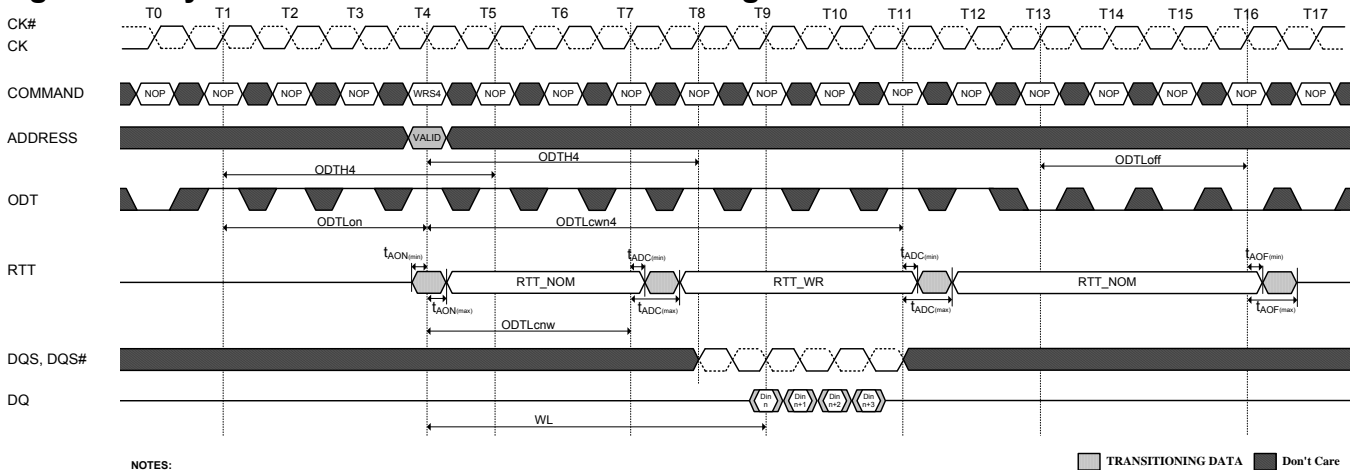 T0 T1 T2 T3 T4 T5 T6 T7 T8 T9 T10 T11 T12 T13 T14 T15 T16 T17
CK#
CK
COMMAND NOP NOP NOP NOP WRS4 NOP NOP NOP NOP NOP NOP NOP NOP NOP NOP NOP NOP NOP
ADDRESS VALID
ODTH4 ODTLoff
ODTH4
ODT
ODTLon ODTLcwn4
tAON(min) tADC(min) tADC(min) tAOF(min)
RTT RTT_NOM RTT_WR RTT_NOM
tAON(max) tADC(max) tADC(max) tAOF(max)
ODTLcnw
DQS, DQS#
DQ Din n Din n+1 Din n+2 Din n+3
WL
NOTES: TRANSITIONING DATA Don't Care